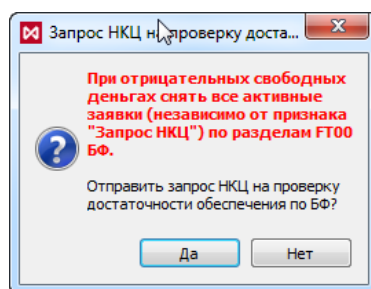 Запрос НКЦ на проверку доста...
При отрицательных свободных
деньгах снять все активные
заявки (независимо от признака
"Запрос НКЦ") по разделам FT00
БФ.
Отправить запрос НКЦ на проверку
достаточности обеспечения по БФ?
Да
Нет